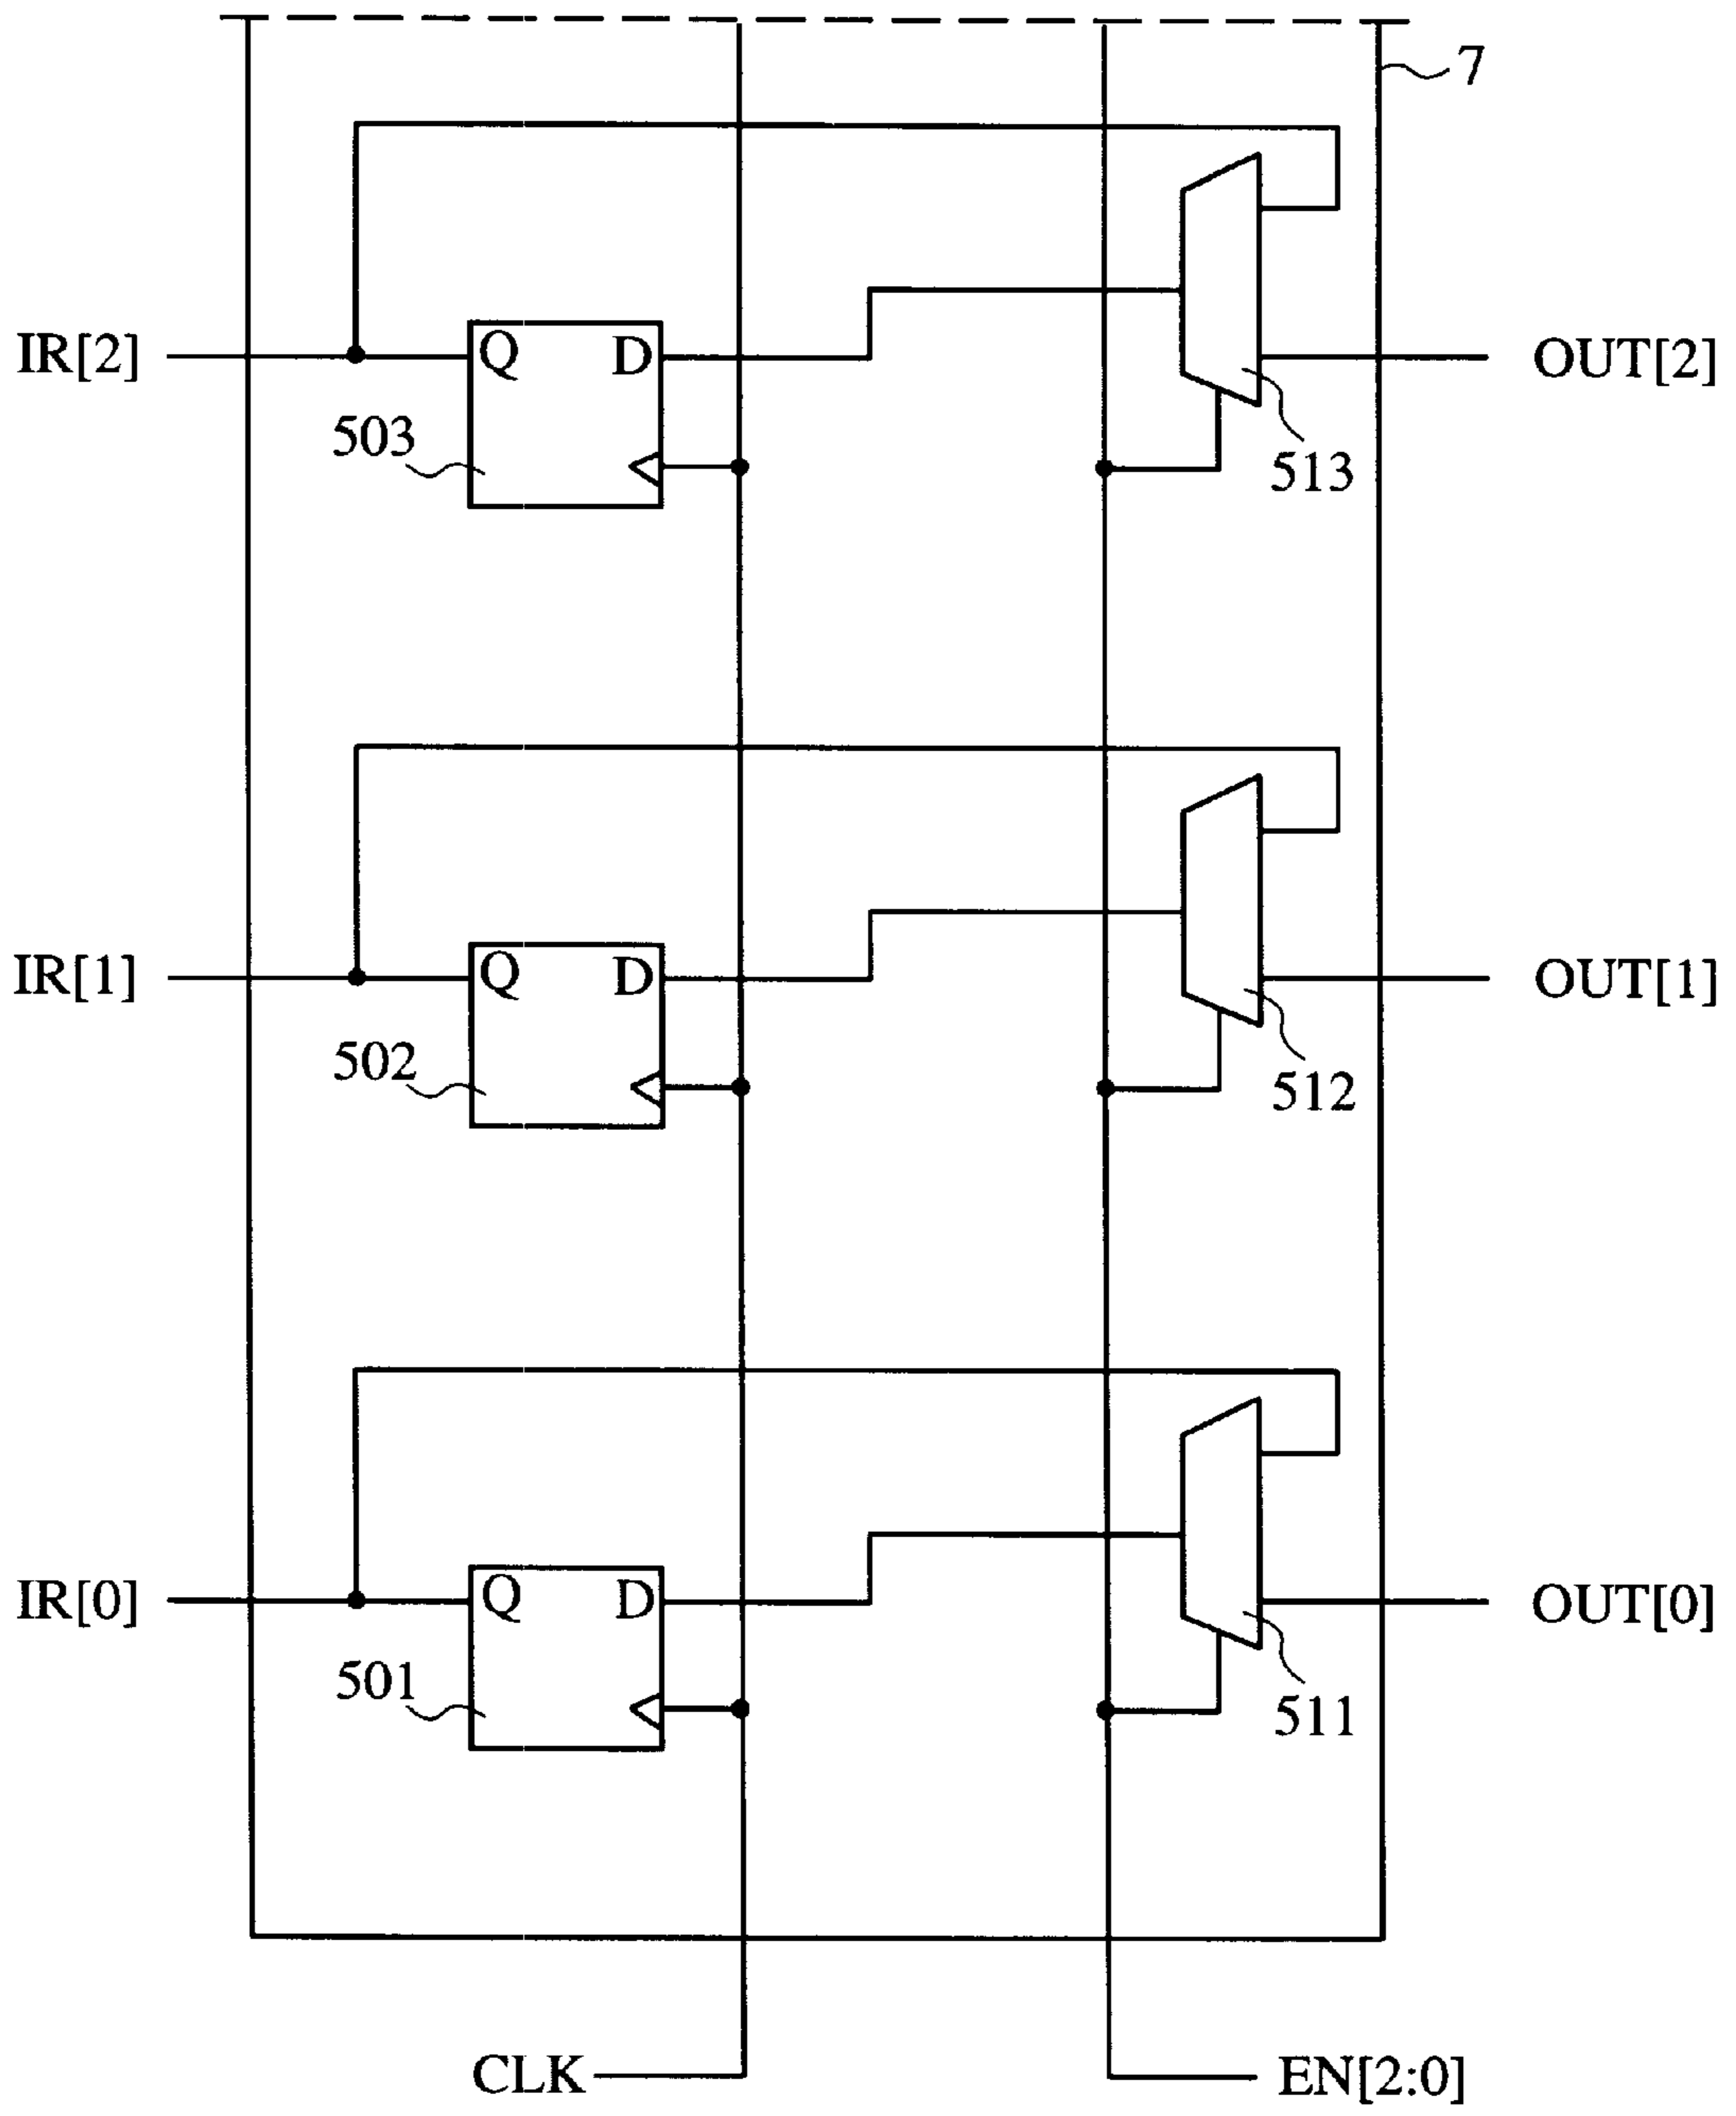 7
IR[2]
Q
D
OUT[2]
503
513
IR[1]
Q
D
OUT[1]
502
512
IR[0]
Q
D
OUT[0]
501
511
CLK
EN[2:0]